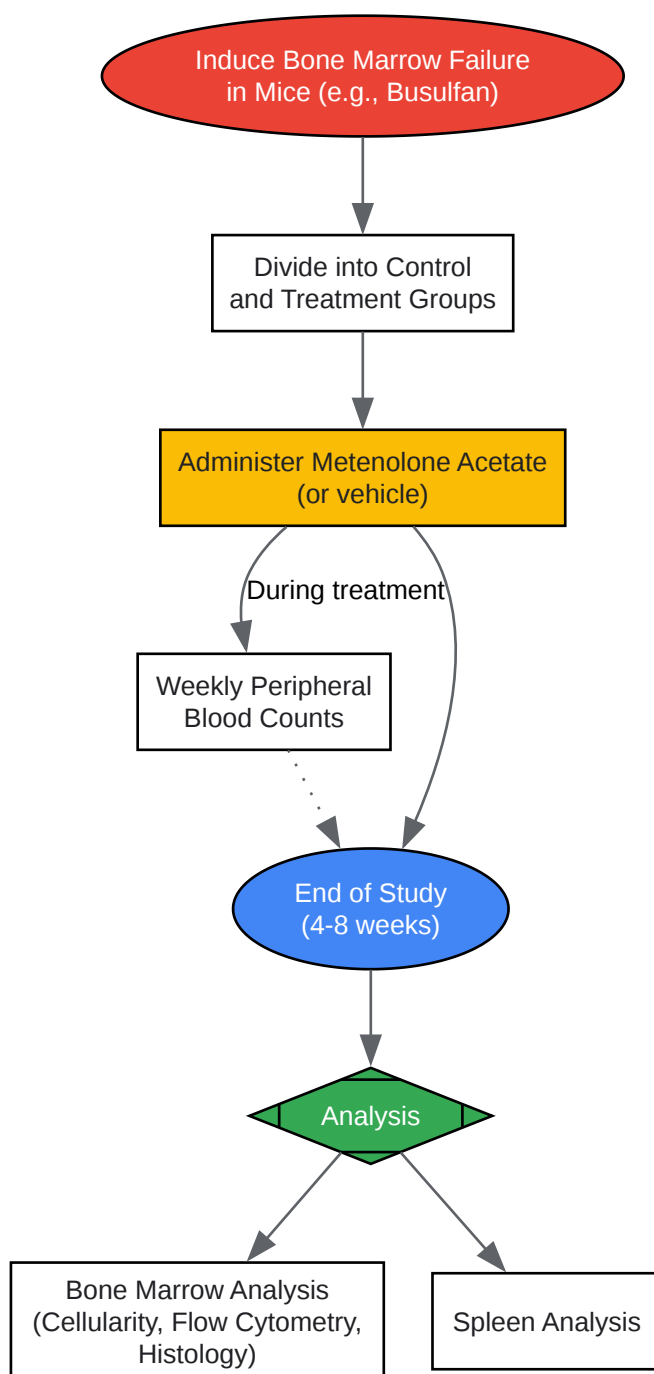 Induce Bone Marrow Failure
in Mice (e.g., Busulfan)
Divide into Control
and Treatment Groups
Administer Metenolone Acetate
(or vehicle)
During treatment
Weekly Peripheral
Blood Counts
End of Study
(4-8 weeks)
Analysis
Bone Marrow Analysis
(Cellularity, Flow Cytometry,
Histology)
Spleen Analysis